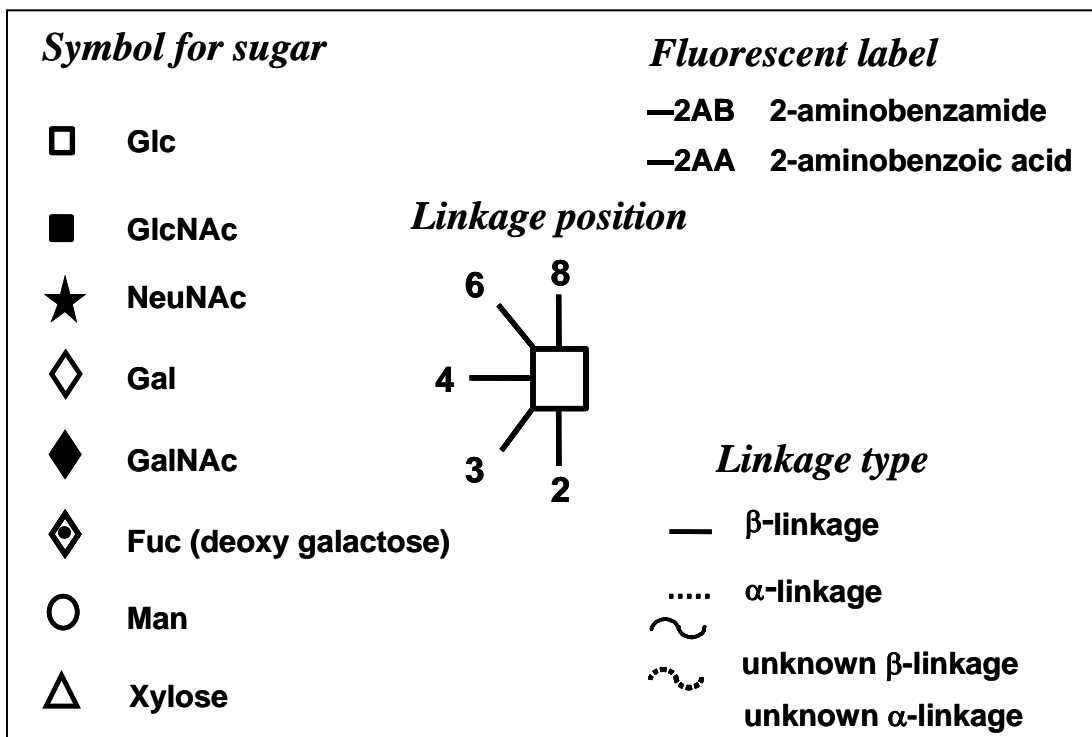 Symbol for sugar
Glc
GlcNAc
NeuNAc
Gal
GalNAc
Fuc (deoxy galactose)
Man
Xylose
Fluorescent label
—2AB 2-aminobenzamide
—2AA 2-aminobenzoic acid
Linkage position
8
6
4
3
2
Linkage type
β-linkage
α-linkage
unknown β-linkage
unknown α-linkage